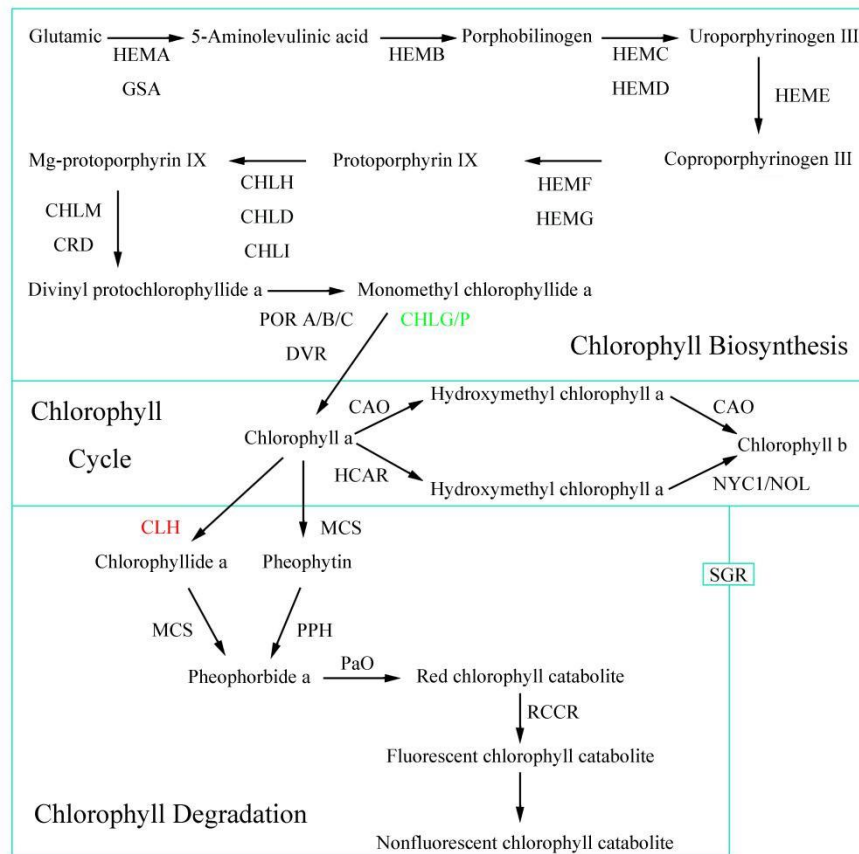 Glutamic
HEMA
GSA
5-Aminolevulinic acid
HEMB
Porphobilinogen
HEMC
HEMD
Uroporphyrinogen III
HEME
Coproporphyrinogen III
HEMF
HEMG
Protoporphyrin IX
CHLH
CHLD
CHLI
Mg-protoporphyrin IX
CHLM
CRD
Divinyl protochlorophyllide a
POR A/B/C
DVR
Monomethyl chlorophyllide a
CHLG/P
Chlorophyll Biosynthesis
Chlorophyll
Cycle
Chlorophyll a
CAO
Hydroxymethyl chlorophyll a
CAO
Chlorophyll b
HCAR
Hydroxymethyl chlorophyll a
NYC1/NOL
CLH
MCS
Chlorophyllide a
Pheophytin
SGR
MCS
PPH
Pheophorbide a
PaO
Red chlorophyll catabolite
RCCR
Fluorescent chlorophyll catabolite
Chlorophyll Degradation
Nonfluorescent chlorophyll catabolite